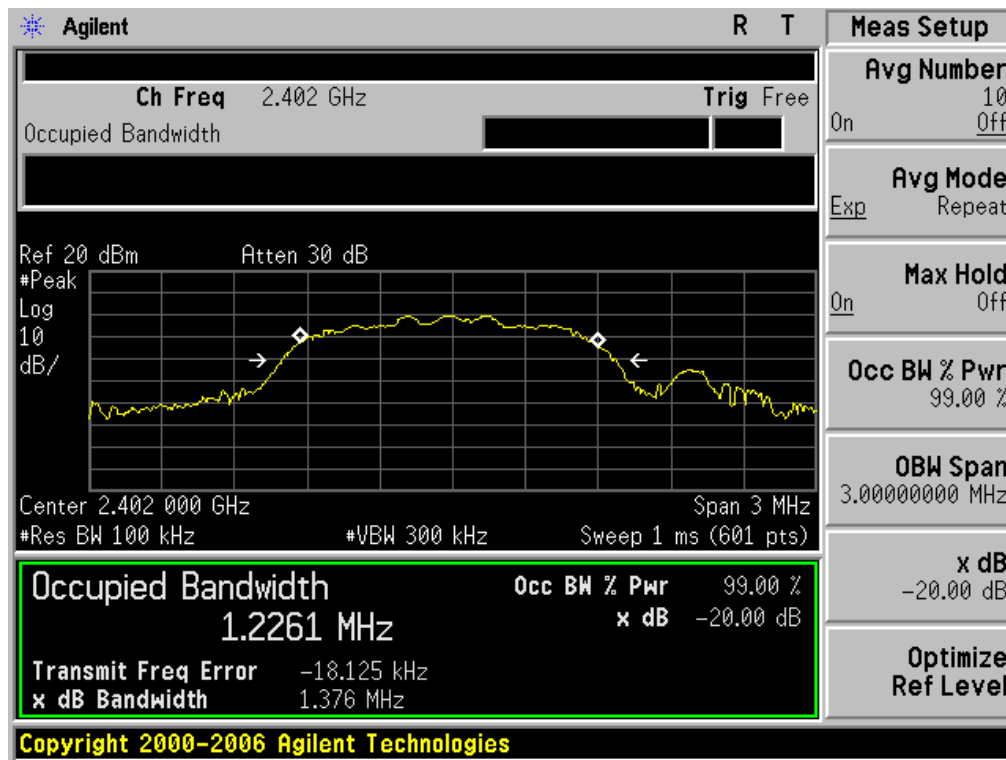 Agilent R T
Ch Freq 2.402 GHz Trig Free
Occupied Bandwidth
Ref 20 dBm Atten 30 dB
#Peak
Log
10
dB/
Center 2.402 000 GHz Span 3 MHz
#Res BW 100 kHz #VBW 300 kHz Sweep 1 ms (601 pts)
Occupied Bandwidth Occ BW % Pwr 99.00 %
1.2261 MHz x dB -20.00 dB
Transmit Freq Error -18.125 kHz
x dB Bandwidth 1.376 MHz
Copyright 2000-2006 Agilent Technologies
Meas Setup
Avg Number
10
On Off
Avg Mode
Exp Repeat
Max Hold
On Off
Occ BW % Pwr
99.00 %
OBW Span
3.00000000 MHz
x dB
-20.00 dB
Optimize
Ref Level